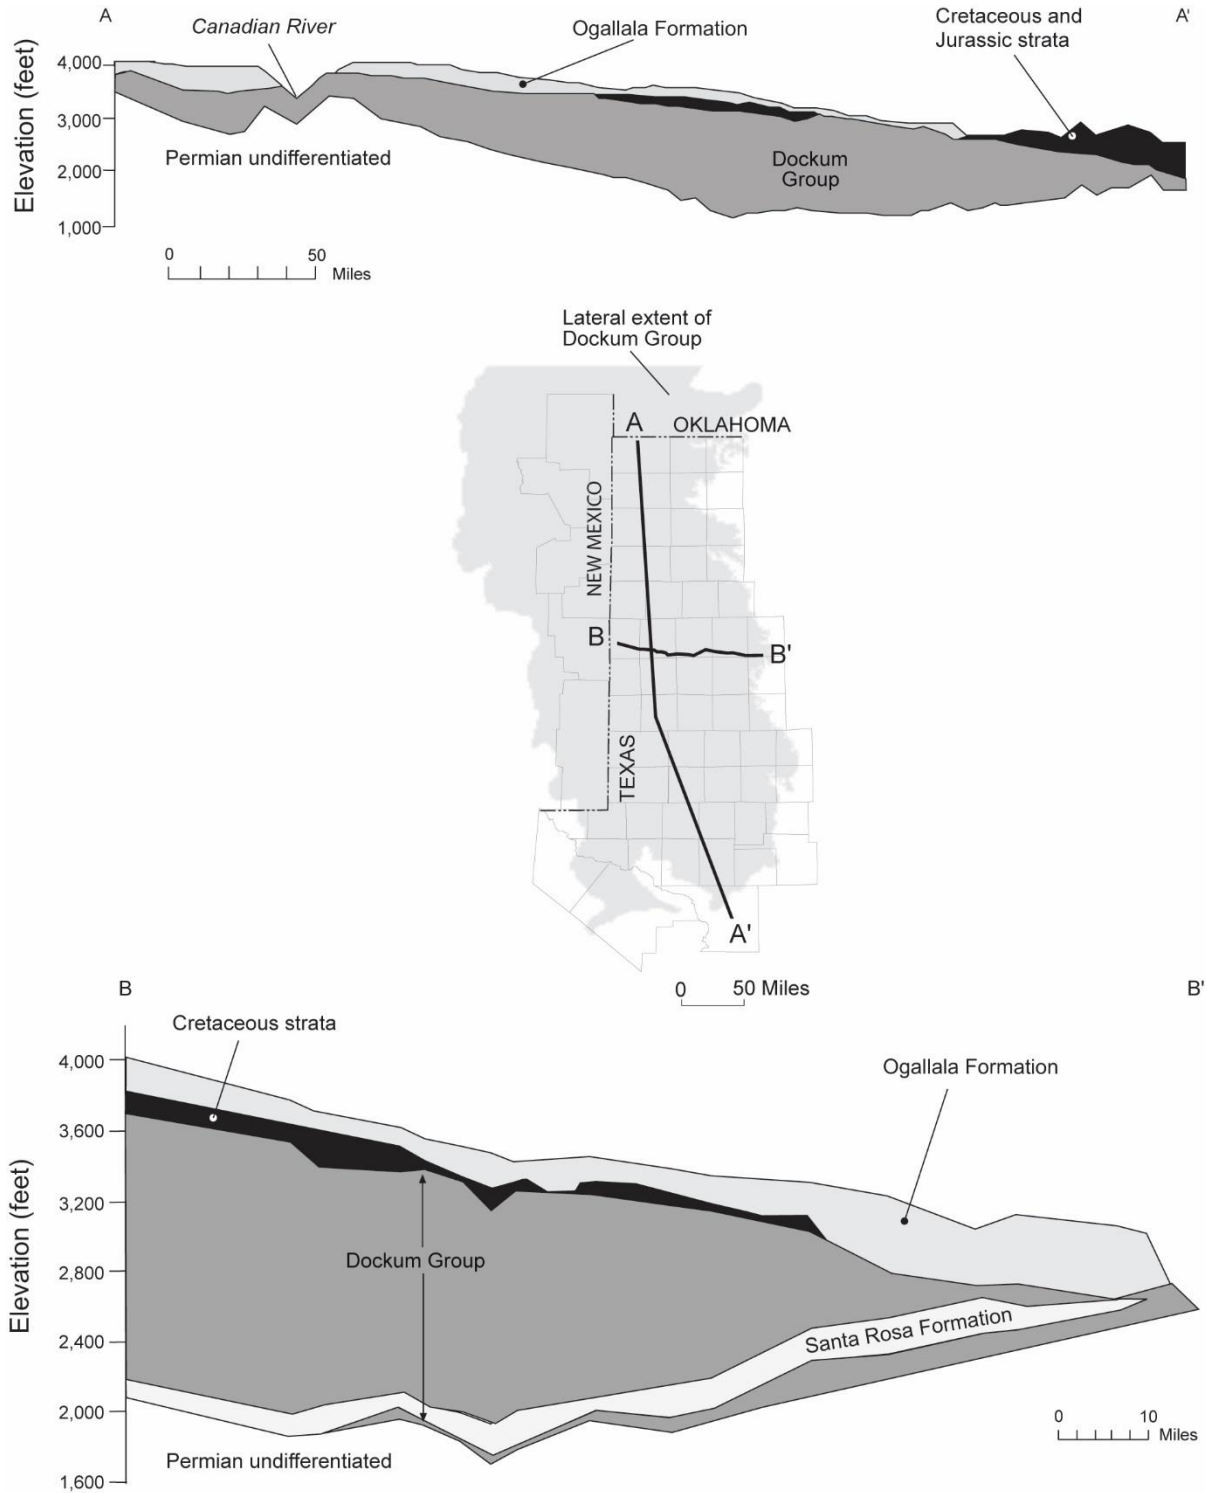 A
Canadian River
Ogallala Formation
Cretaceous and
Jurassic strata
A'
Elevation (feet)
4,000
3,000
2,000
1,000
Permian undifferentiated
Dockum
Group
0
50
Miles
Lateral extent of
Dockum Group
A
OKLAHOMA
NEW MEXICO
B
B'
TEXAS
A'
0
50 Miles
B
B'
Cretaceous strata
Ogallala Formation
Elevation (feet)
4,000
3,600
3,200
2,800
2,400
2,000
1,600
Dockum Group
Santa Rosa Formation
Permian undifferentiated
0
10
Miles